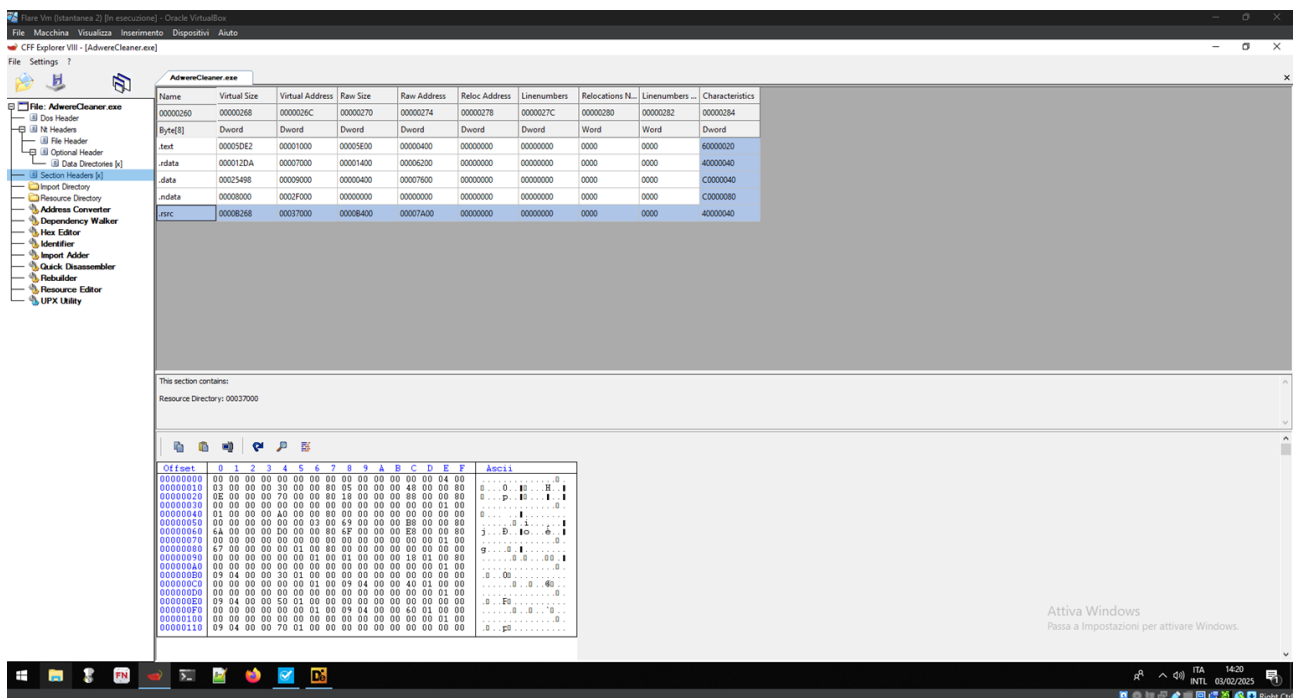 Flare Vm (Istantanea 2) [In esecuzione] - Oracle VirtualBox
File Macchina Visualizza Inserimento Dispositivi Aiuto
CFF Explorer VIII - [AdwereCleaner.exe]
File Settings ?
AdwereCleaner.exe
File: AdwereCleaner.exe
Dos Header
Nt Headers
File Header
Optional Header
Data Directories [x]
Section Headers [x]
Import Directory
Resource Directory
Address Converter
Dependency Walker
Hex Editor
Identifier
Import Adder
Quick Disassembler
Rebuilder
Resource Editor
UPX Utility
Name Virtual Size Virtual Address Raw Size Raw Address Reloc Address Linenumbers Relocations N... Linenumbers ... Characteristics
00000260 00000268 0000026C 00000270 00000274 00000278 0000027C 00000280 00000282 00000284
Byte[8] Dword Dword Dword Dword Dword Dword Word Word Dword
.text 00005DE2 00001000 00005E00 00000400 00000000 00000000 0000 0000 60000020
.rdata 000012DA 00007000 00001400 00006200 00000000 00000000 0000 0000 40000040
.data 00025498 00009000 00000400 00007600 00000000 00000000 0000 0000 C0000040
.ndata 00008000 0002F000 00000000 00000000 00000000 00000000 0000 0000 C0000080
.rsrc 0000B268 00037000 0000B400 00007A00 00000000 00000000 0000 0000 40000040
This section contains:
Resource Directory: 00037000
Offset 0 1 2 3 4 5 6 7 8 9 A B C D E F Ascii
00000000 00 00 00 00 00 00 00 00 00 00 00 00 00 00 04 00
00000010 03 00 00 00 30 00 00 80 05 00 00 00 48 00 00 80
00000020 0E 00 00 00 70 00 00 80 18 00 00 00 88 00 00 80
00000030 00 00 00 00 00 00 00 00 00 00 00 00 00 00 01 00
00000040 01 00 00 00 A0 00 00 80 00 00 00 00 00 00 00 00
00000050 00 00 00 00 00 00 03 00 69 00 00 00 B8 00 00 80
00000060 6A 00 00 00 D0 00 00 80 6F 00 00 00 E8 00 00 80
00000070 00 00 00 00 00 00 00 00 00 00 00 00 00 00 01 00
00000080 67 00 00 00 00 01 00 80 00 00 00 00 00 00 00 00
00000090 00 00 00 00 00 00 01 00 01 00 00 00 18 01 00 80
000000A0 00 00 00 00 00 00 00 00 00 00 00 00 00 00 01 00
000000B0 09 04 00 00 30 01 00 00 00 00 00 00 00 00 00 00
000000C0 00 00 00 00 00 00 01 00 09 04 00 00 40 01 00 00
000000D0 00 00 00 00 00 00 00 00 00 00 00 00 00 00 01 00
000000E0 09 04 00 00 50 01 00 00 00 00 00 00 00 00 00 00
000000F0 00 00 00 00 00 00 01 00 09 04 00 00 60 01 00 00
00000100 00 00 00 00 00 00 00 00 00 00 00 00 00 00 01 00
00000110 09 04 00 00 70 01 00 00 00 00 00 00 00 00 00 00
Attiva Windows
Passa a Impostazioni per attivare Windows.
FN
ITA
INTL
14:20
03/02/2025
Right Ctrl